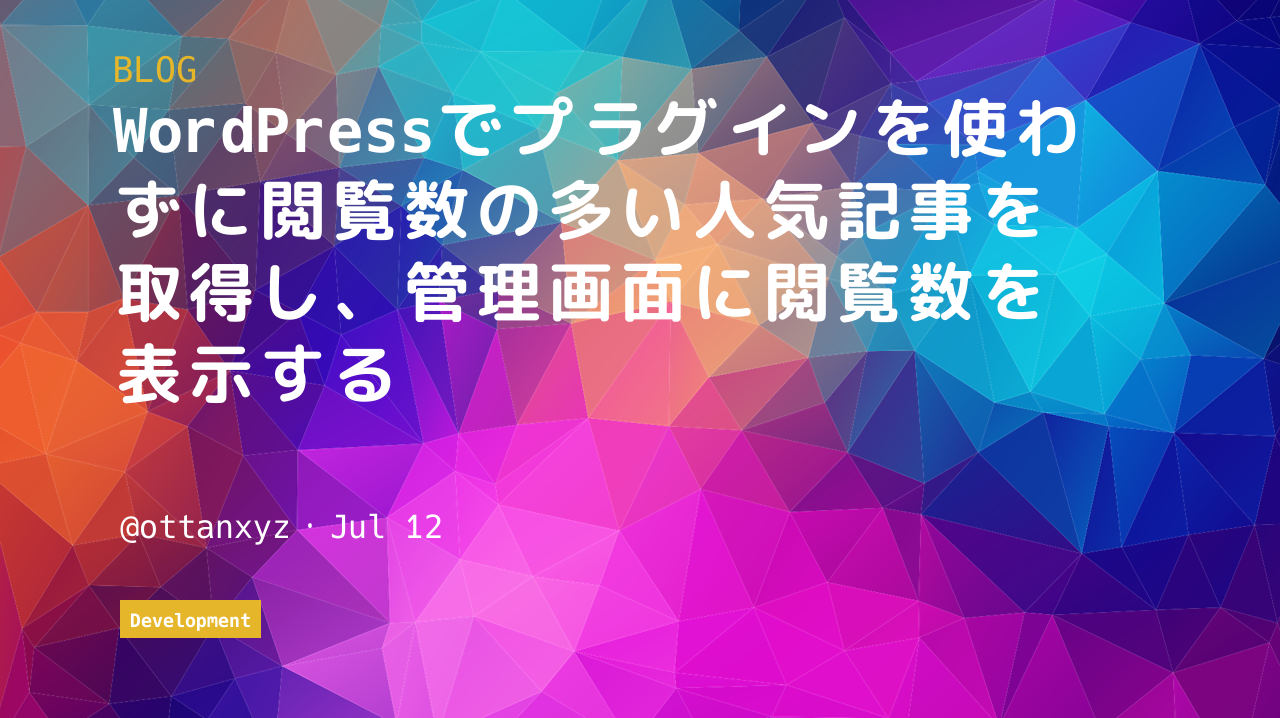 BLOG
WordPressでプラグインを使わ
ずに閲覧数の多い人気記事を
取得し、管理画面に閲覧数を
表示する
@ottanxyz · Jul 12
Development